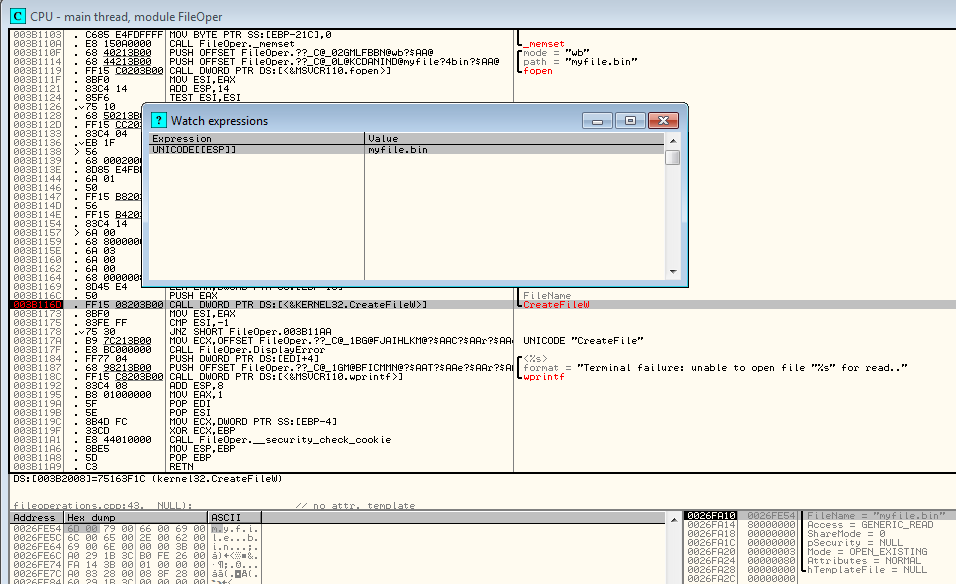 CPU - main thread, module FileOper
003B1103 . C685 E4FDFFFF MOV BYTE PTR SS:[EBP-21C],0
003B110A . E8 150A0000 CALL FileOper._memset _memset
003B110F . 68 40213B00 PUSH OFFSET FileOper.??_C@_02GMLFBBN@wb?$AA@ mode = "wb"
003B1114 . 68 44213B00 PUSH OFFSET FileOper.??_C@_0L@KCDANIND@myfile?4bin?$AA@ path = "myfile.bin"
003B1119 . FF15 C0203B00 CALL DWORD PTR DS:[<&MSVCR110.fopen>] fopen
003B111F . 8BF0 MOV ESI,EAX
003B1121 . 83C4 14 ADD ESP,14
003B1124 . 85F6 TEST ESI,ESI
003B1126 . 75 10
003B1128 . 68 50213B
003B112D . FF15 CC20
003B1133 . 83C4 04
003B1136 . EB 1F
003B1138 > 56
003B1139 . 68 000200
003B113E . 8D85 E4FB
003B1144 . 6A 01
003B1146 . 50
003B1147 . FF15 B820
003B114D . 56
003B114E . FF15 B420
003B1154 . 83C4 14
003B1157 > 6A 00
003B1159 . 68 800000
003B115E . 6A 03
003B1160 . 6A 00
003B1162 . 6A 00
003B1164 . 68 000000
003B1169 . 8D45 E4
003B116C . 50 PUSH EAX FileName
003B116D . FF15 08203B00 CALL DWORD PTR DS:[<&KERNEL32.CreateFileW>] CreateFileW
003B1173 . 8BF0 MOV ESI,EAX
003B1175 . 83FE FF CMP ESI,-1
003B1178 . 75 30 JNZ SHORT FileOper.003B11AA
003B117A . B9 7C213B00 MOV ECX,OFFSET FileOper.??_C@_1BG@FJAIHLKM@?$AAC?$AAr?$AA UNICODE "CreateFile"
003B117F . E8 BC000000 CALL FileOper.DisplayError
003B1184 . FF77 04 PUSH DWORD PTR DS:[EDI+4] <%s>
003B1187 . 68 98213B00 PUSH OFFSET FileOper.??_C@_1GM@BFICMMN@?$AAT?$AAe?$AAr?$A format = "Terminal failure: unable to open file "%s" for read.."
003B118C . FF15 C8203B00 CALL DWORD PTR DS:[<&MSVCR110.wprintf>] wprintf
003B1192 . 83C4 08 ADD ESP,8
003B1195 . B8 01000000 MOV EAX,1
003B119A . 5F POP EDI
003B119B . 5E POP ESI
003B119C . 8B4D FC MOV ECX,DWORD PTR SS:[EBP-4]
003B119F . 33CD XOR ECX,EBP
003B11A1 . E8 44010000 CALL FileOper.__security_check_cookie
003B11A6 . 8BE5 MOV ESP,EBP
003B11A8 . 5D POP EBP
003B11A9 . C3 RETN
Watch expressions
Expression Value
UNICODE[[ESP]] myfile.bin
DS:[003B2008]=75163F1C (kernel32.CreateFileW)
fileoperations.cpp:43. NULL); // no attr. template
Address Hex dump ASCII
0026FE54 6D 00 79 00 66 00 69 00 m.y.f.i.
0026FE5C 6C 00 65 00 2E 00 62 00 l.e...b.
0026FE64 69 00 6E 00 00 00 3B 00 i.n...;.
0026FE6C A0 29 1B 3C B0 FE 26 00
0026FE74 FA 14 3B 00 01 00 00 00
0026FE7C A0 83 28 00 08 8F 28 00
0026FA10 0026FE54 FileName = "myfile.bin"
0026FA14 80000000 Access = GENERIC_READ
0026FA18 00000000 ShareMode = 0
0026FA1C 00000000 pSecurity = NULL
0026FA20 00000003 Mode = OPEN_EXISTING
0026FA24 00000080 Attributes = NORMAL
0026FA28 00000000 hTemplateFile = NULL
0026FA2C 00000000